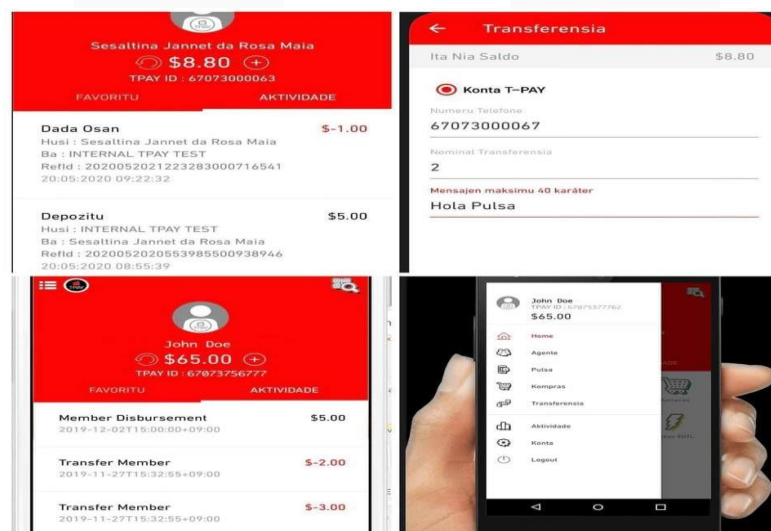 Sesaltina Jannet da Rosa Maia
$8.80
TPAY ID : 67073000063
FAVORITU
AKTIVIDADE
Dada Osan
$-1.00
Husi : Sesaltina Jannet da Rosa Maia
Ba : INTERNAL TPAY TEST
RefId : 2020052021223283000716541
20:05:2020 09:22:32
Depozitu
$5.00
Husi : INTERNAL TPAY TEST
Ba : Sesaltina Jannet da Rosa Maia
RefId : 2020052020553985500938946
20:05:2020 08:55:39
Transferensia
Ita Nia Saldo
$8.80
Konta T-PAY
Numeru Telefone
67073000067
Nominal Transferensia
2
Mensajen maksimu 40 karáter
Hola Pulsa
John Doe
$65.00
TPAY ID : 67073756777
FAVORITU
AKTIVIDADE
Member Disbursement
$5.00
2019-12-02T15:00:00+09:00
Transfer Member
$-2.00
2019-11-27T15:32:55+09:00
Transfer Member
$-3.00
2019-11-27T15:32:55+09:00
John Doe
TPAY ID : 67075377762
$65.00
Home
Agente
Pulsa
Kompras
Transferensia
Aktividade
Konta
Logout